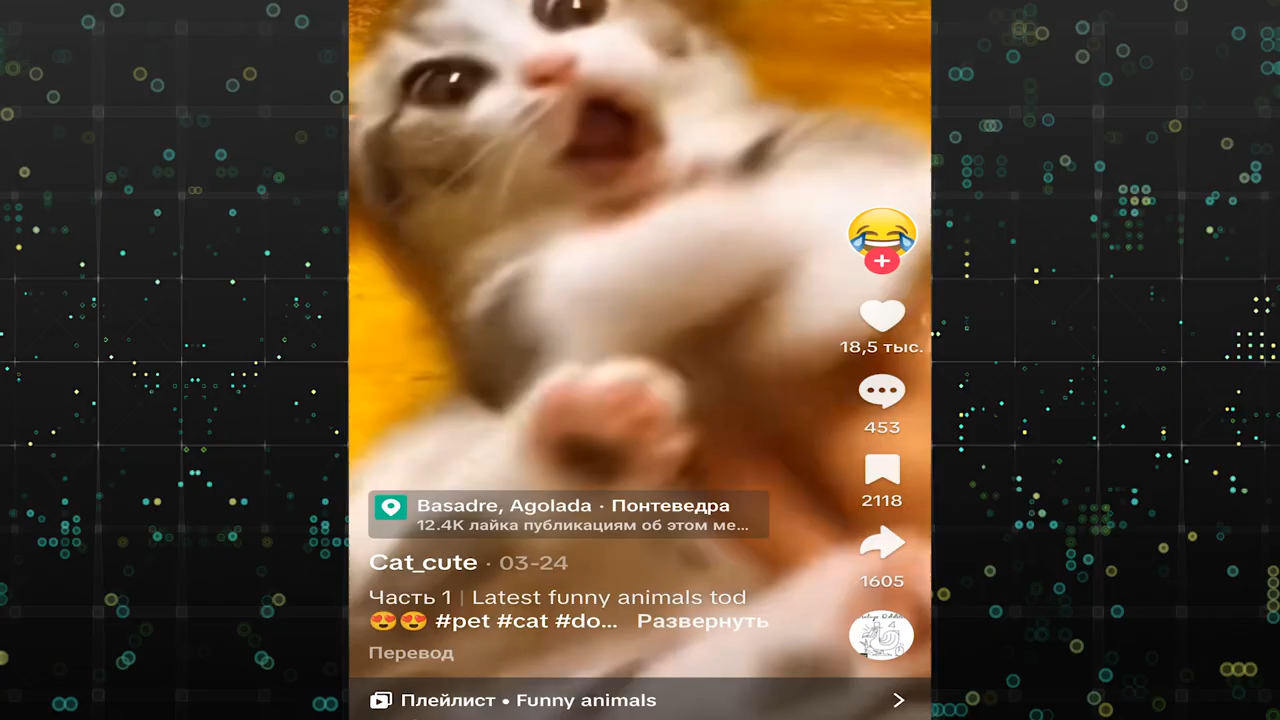 18,5 тыс.
453
2118
1605
Basadre, Agolada · Понтеведра
12.4K лайка публикациям об этом ме...
Cat_cute · 03-24
Часть 1 | Latest funny animals tod
😍😍 #pet #cat #do... Развернуть
Перевод
Плейлист • Funny animals